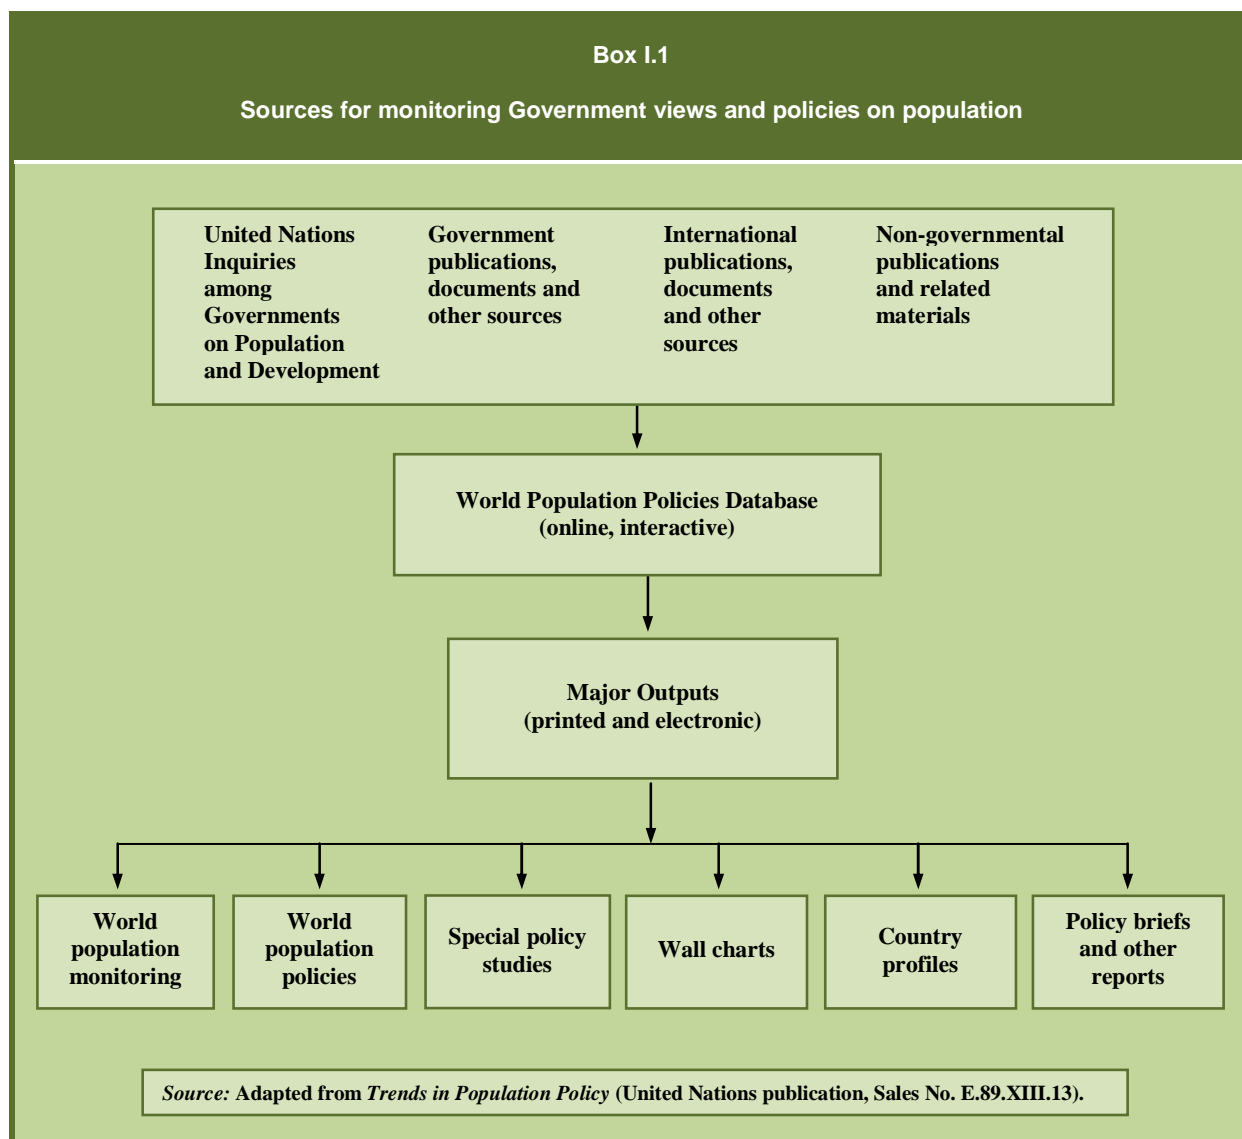 Box I.1
Sources for monitoring Government views and policies on population
United Nations
Inquiries
among
Governments
on Population
and Development
Government
publications,
documents and
other sources
International
publications,
documents
and other
sources
Non-governmental
publications
and related
materials
World Population Policies Database
(online, interactive)
Major Outputs
(printed and electronic)
World
population
monitoring
World
population
policies
Special policy
studies
Wall charts
Country
profiles
Policy briefs
and other
reports
Source: Adapted from Trends in Population Policy (United Nations publication, Sales No. E.89.XIII.13).